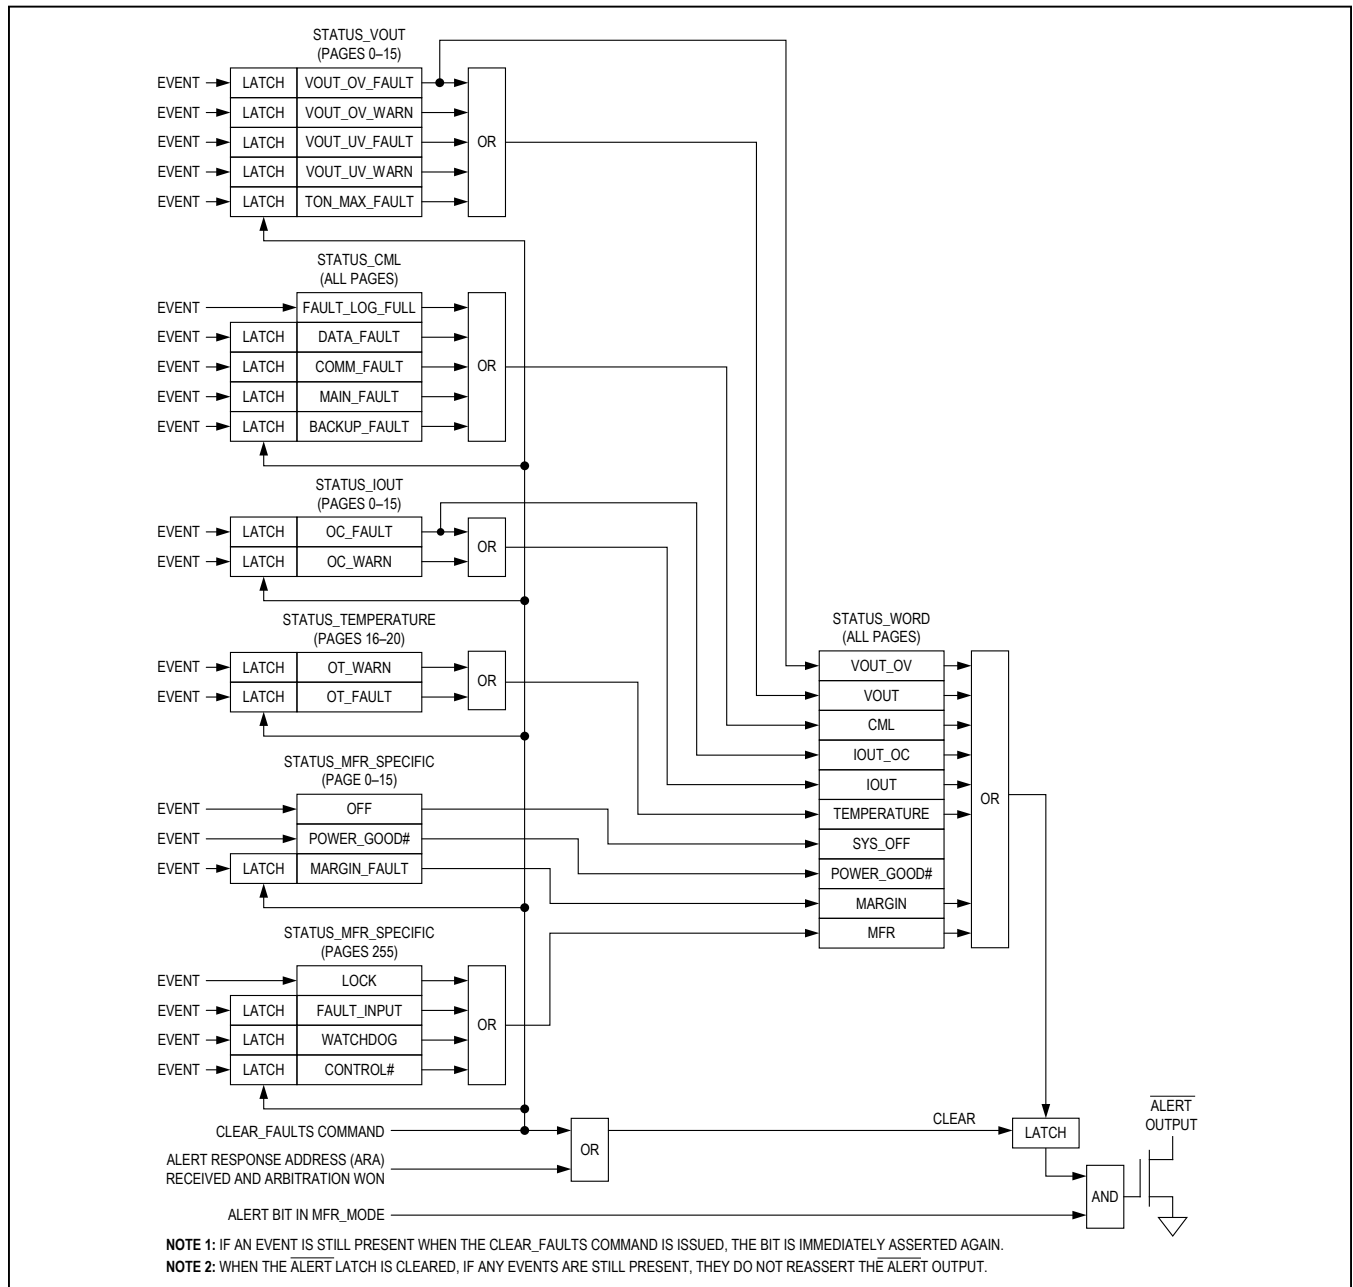 STATUS_VOUT
(PAGES 0–15)
EVENT LATCH VOUT_OV_FAULT
EVENT LATCH VOUT_OV_WARN
EVENT LATCH VOUT_UV_FAULT OR
EVENT LATCH VOUT_UV_WARN
EVENT LATCH TON_MAX_FAULT
STATUS_CML
(ALL PAGES)
EVENT FAULT_LOG_FULL
EVENT LATCH DATA_FAULT
EVENT LATCH COMM_FAULT OR
EVENT LATCH MAIN_FAULT
EVENT LATCH BACKUP_FAULT
STATUS_IOUT
(PAGES 0–15)
EVENT LATCH OC_FAULT
OR
EVENT LATCH OC_WARN
STATUS_TEMPERATURE
(PAGES 16–20)
EVENT LATCH OT_WARN
OR
EVENT LATCH OT_FAULT
STATUS_MFR_SPECIFIC
(PAGE 0–15)
EVENT OFF
EVENT POWER_GOOD#
EVENT LATCH MARGIN_FAULT
STATUS_MFR_SPECIFIC
(PAGES 255)
EVENT LOCK
EVENT LATCH FAULT_INPUT
OR
EVENT LATCH WATCHDOG
EVENT LATCH CONTROL#
STATUS_WORD
(ALL PAGES)
VOUT_OV
VOUT
CML
IOUT_OC
IOUT
OR
TEMPERATURE
SYS_OFF
POWER_GOOD#
MARGIN
MFR
CLEAR_FAULTS COMMAND
OR
ALERT RESPONSE ADDRESS (ARA)
RECEIVED AND ARBITRATION WON
CLEAR
LATCH
ALERT
OUTPUT
AND
ALERT BIT IN MFR_MODE
NOTE 1: IF AN EVENT IS STILL PRESENT WHEN THE CLEAR_FAULTS COMMAND IS ISSUED, THE BIT IS IMMEDIATELY ASSERTED AGAIN.
NOTE 2: WHEN THE ALERT LATCH IS CLEARED, IF ANY EVENTS ARE STILL PRESENT, THEY DO NOT REASSERT THE ALERT OUTPUT.